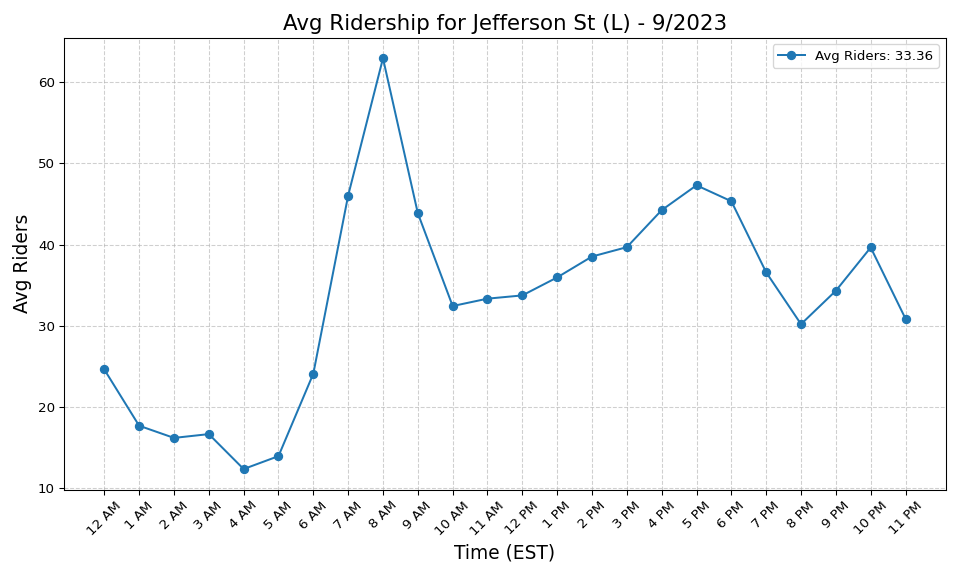 Avg Ridership for Jefferson St (L) - 9/2023
Avg Riders: 33.36
Avg Riders
60
50
40
30
20
10
12 AM
1 AM
2 AM
3 AM
4 AM
5 AM
6 AM
7 AM
8 AM
9 AM
10 AM
11 AM
12 PM
1 PM
2 PM
3 PM
4 PM
5 PM
6 PM
7 PM
8 PM
9 PM
10 PM
11 PM
Time (EST)